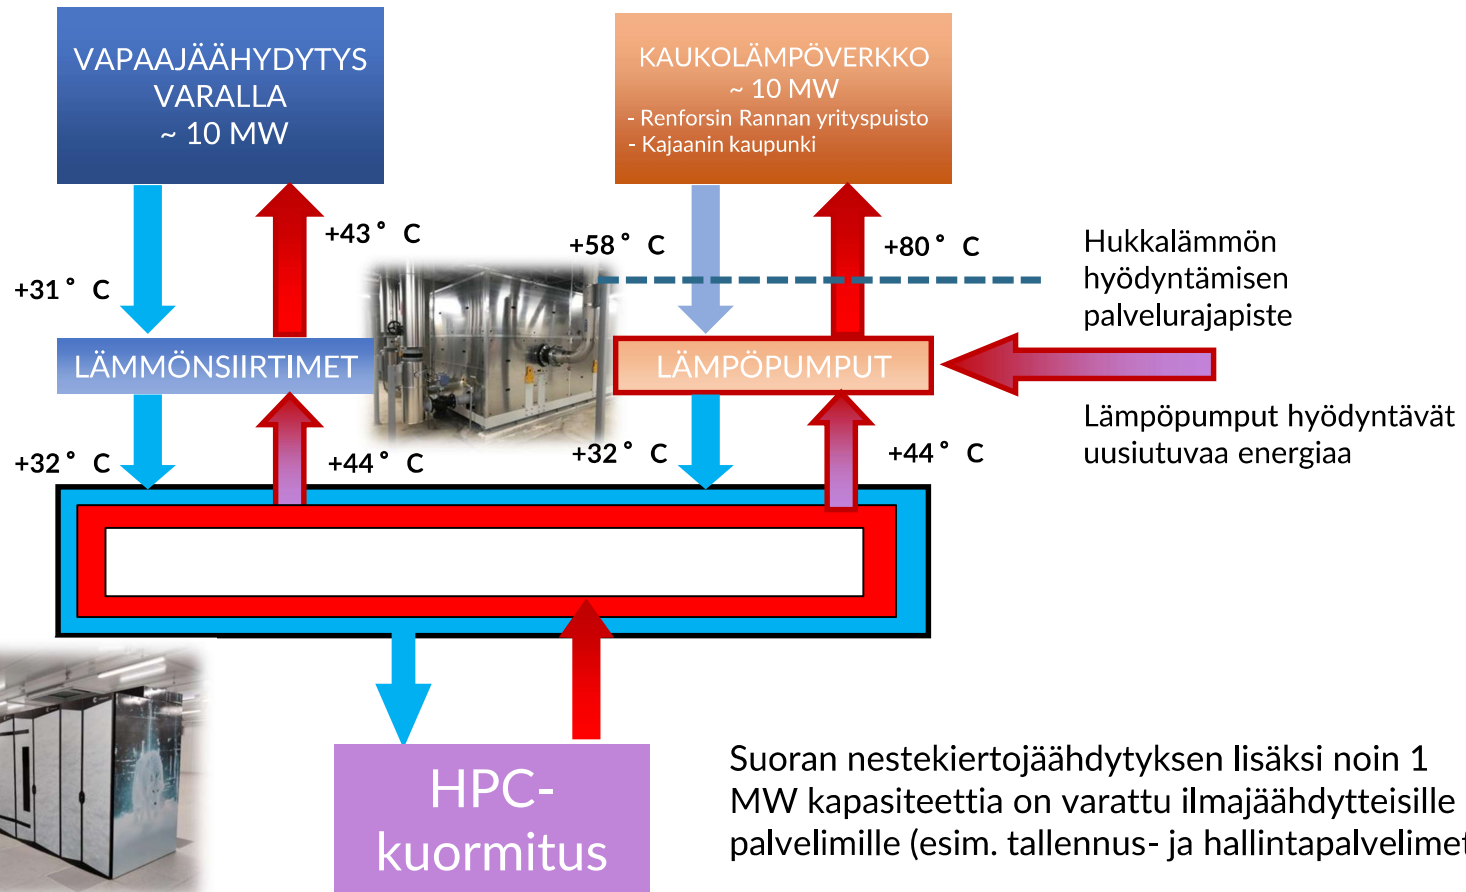 VAPAAJÄÄHYDYTYS
VARALLA
~ 10 MW
KAUKOLÄMPÖVERKKO
~ 10 MW
- Renforsin Rannan yrityspuisto
- Kajaanin kaupunki
+43° C
+58° C
+80° C
+31° C
Hukkalämmön
hyödyntämisen
palvelurajapiste
LÄMMÖNSIIRTIMET
LÄMPÖPUMPUT
Lämpöpumput hyödyntävät
uusiutuvaa energiaa
+32° C
+44° C
+32° C
+44° C
HPC-
kuormitus
Suoran nestekiertojäähdytyksen lisäksi noin 1
MW kapasiteettia on varattu ilmajäähdytteisille
palvelimille (esim. tallennus- ja hallintapalvelimet